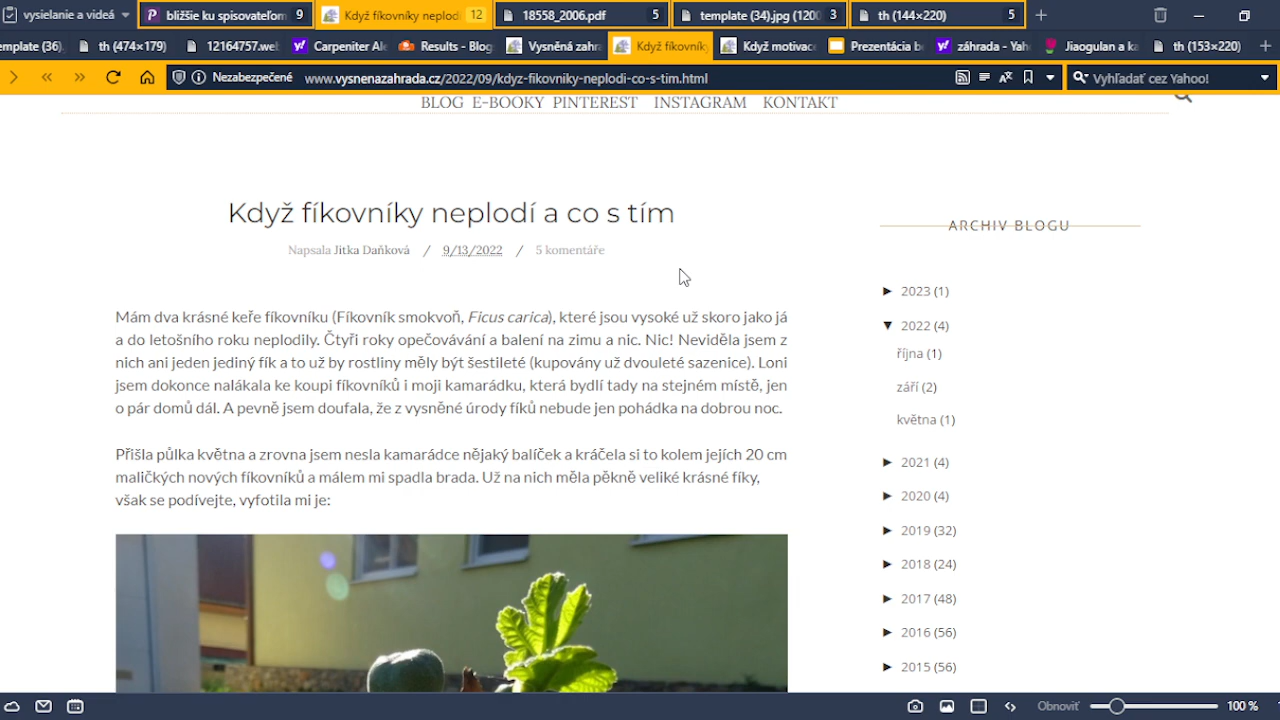 vysielanie a videá
bližšie ku spisovateľom 9
Když fíkovníky neplodí 12
18558_2006.pdf 5
template (34).jpg (1200 3
th (144×220) 5
template (36).
th (474×179)
12164757.wel
Carpeniter Ale
Results - Blog
Vysněná zahra
Když fíkovníky
Když motivace
Prezentácia b
záhrada - Yah
Jiaogulan a ka
th (153×220)
Nezabezpečené www.vysnenazahrada.cz/2022/09/kdyz-fikovniky-neplodi-co-s-tim.html
Vyhľadať cez Yahoo!
BLOG E-BOOKY PINTEREST INSTAGRAM KONTAKT
Když fíkovníky neplodí a co s tím
Napsala Jitka Daňková / 9/13/2022 / 5 komentáře
Mám dva krásné keře fíkovníku (Fíkovník smokvoň, Ficus carica), které jsou vysoké už skoro jako já
a do letošního roku neplodily. Čtyři roky opečovávání a balení na zimu a nic. Nic! Neviděla jsem z
nich ani jeden jediný fík a to už by rostliny měly být šestileté (kupovány už dvouleté sazenice). Loni
jsem dokonce nalákala ke koupi fíkovníků i moji kamarádku, která bydlí tady na stejném místě, jen
o pár domů dál. A pevně jsem doufala, že z vysněné úrody fíků nebude jen pohádka na dobrou noc.
Přišla půlka května a zrovna jsem nesla kamarádce nějaký balíček a kráčela si to kolem jejích 20 cm
maličkých nových fíkovníků a málem mi spadla brada. Už na nich měla pěkně veliké krásné fíky,
však se podívejte, vyfotila mi je:
ARCHIV BLOGU
► 2023 (1)
▼ 2022 (4)
října (1)
září (2)
května (1)
► 2021 (4)
► 2020 (4)
► 2019 (32)
► 2018 (24)
► 2017 (48)
► 2016 (56)
► 2015 (56)
Obnoviť
100 %